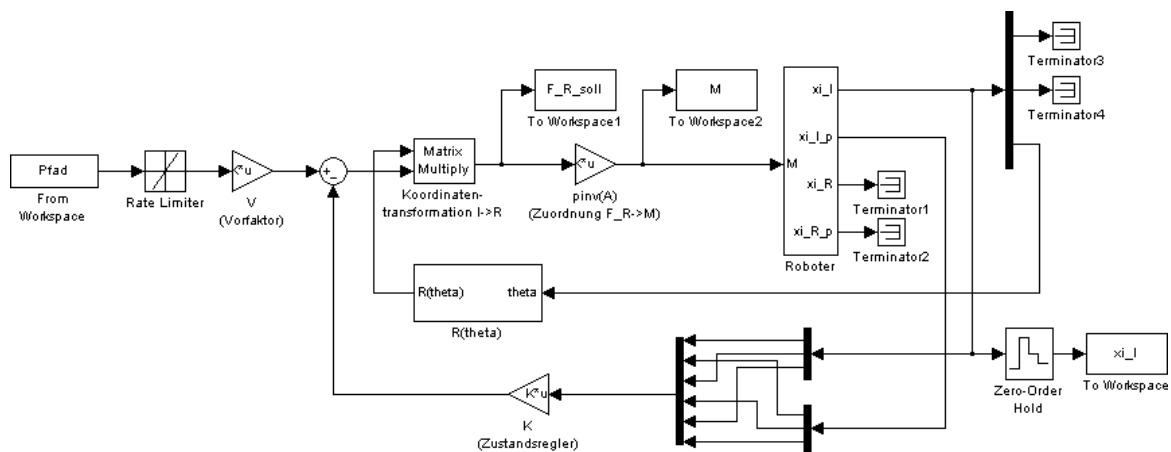 Pfad
From
Workspace
Rate Limiter
K*u
V
(Vorfaktor)
+
-
Matrix
Multiply
Koordinaten-
transformation I->R
F_R_soll
To Workspace1
K*u
pinv(A)
(Zuordnung F_R->M)
M
To Workspace2
M
xi_I
xi_I_p
xi_R
xi_R_p
Roboter
Terminator1
Terminator2
Terminator3
Terminator4
R(theta)
theta
R(theta)
K*u
K
(Zustandsregler)
Zero-Order
Hold
xi_I
To Workspace